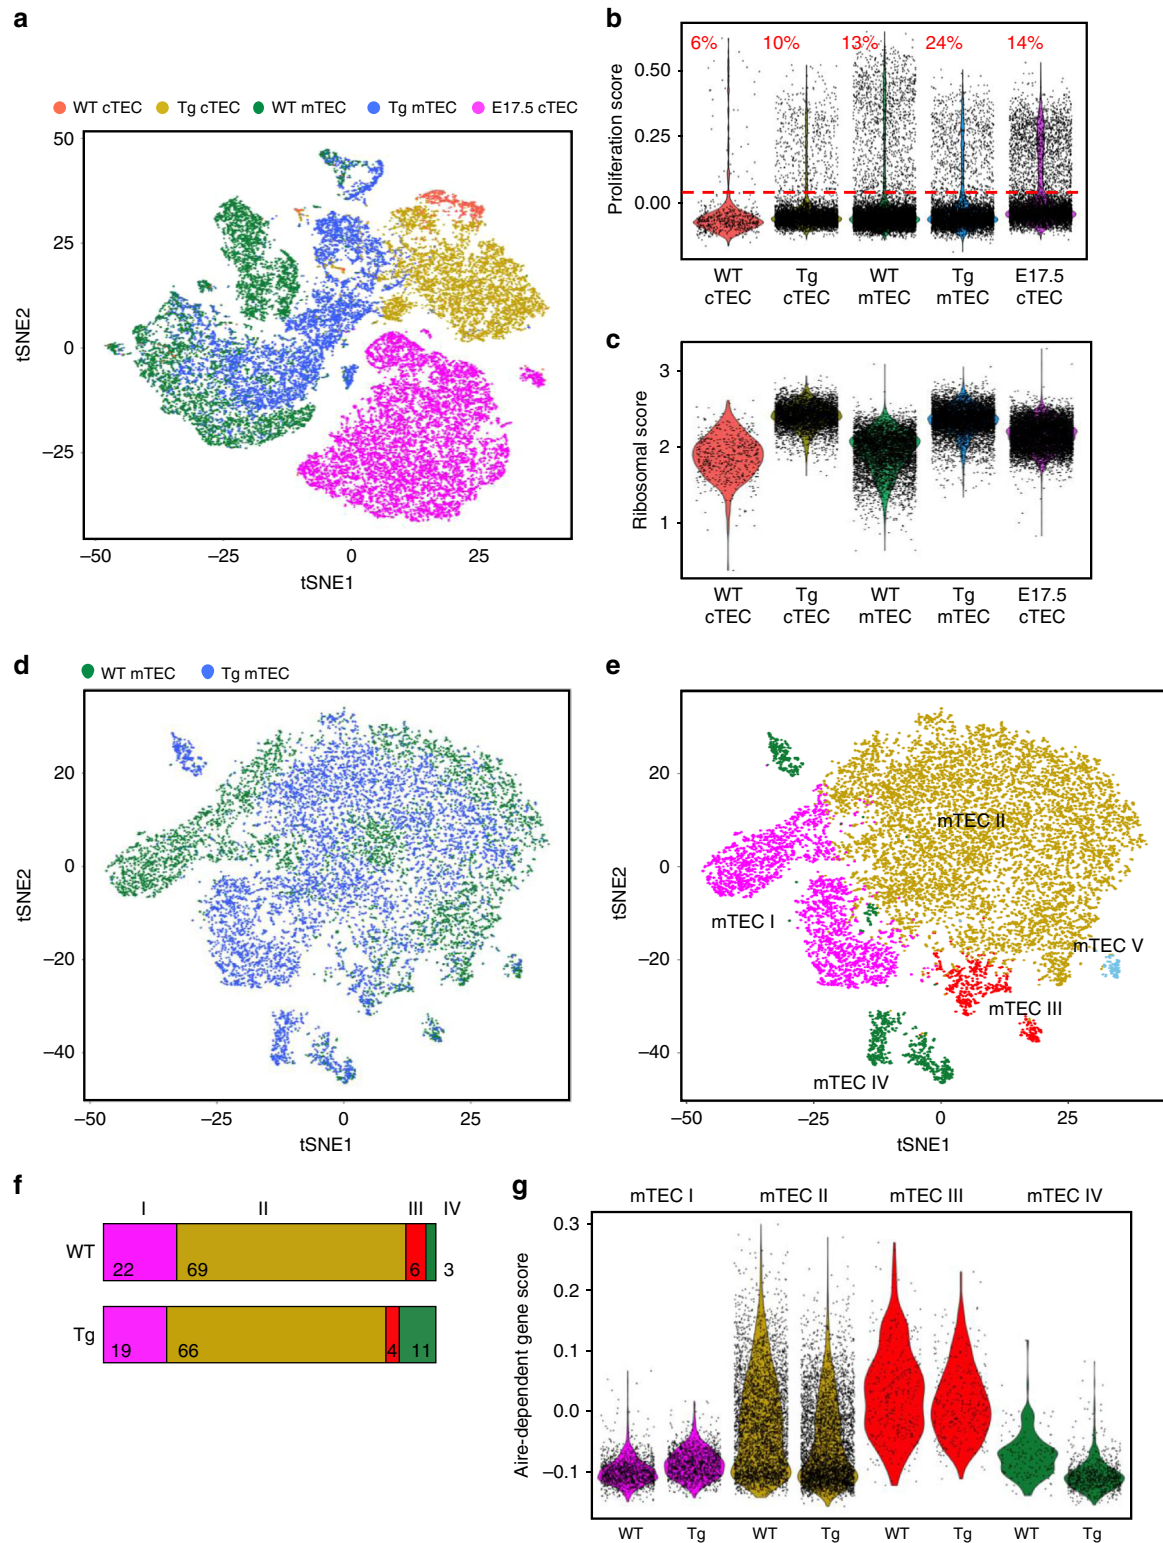 a
WT cTEC Tg cTEC WT mTEC Tg mTEC E17.5 cTEC
50
25
0
−25
tSNE2
−50 −25 0 25
tSNE1
b
6% 10% 13% 24% 14%
0.50
0.25
0.00
Proliferation score
WT cTEC Tg cTEC WT mTEC Tg mTEC E17.5 cTEC
c
3
2
1
Ribosomal score
WT cTEC Tg cTEC WT mTEC Tg mTEC E17.5 cTEC
d
WT mTEC Tg mTEC
20
0
−20
−40
tSNE2
−50 −25 0 25
tSNE1
e
20
0
−20
−40
tSNE2
mTEC II
mTEC I
mTEC V
mTEC III
mTEC IV
−50 −25 0 25
tSNE1
f
I II III IV
WT 22 69 6 3
Tg 19 66 4 11
g
mTEC I mTEC II mTEC III mTEC IV
0.3
0.2
0.1
0.0
−0.1
Aire-dependent gene score
WT Tg WT Tg WT Tg WT Tg